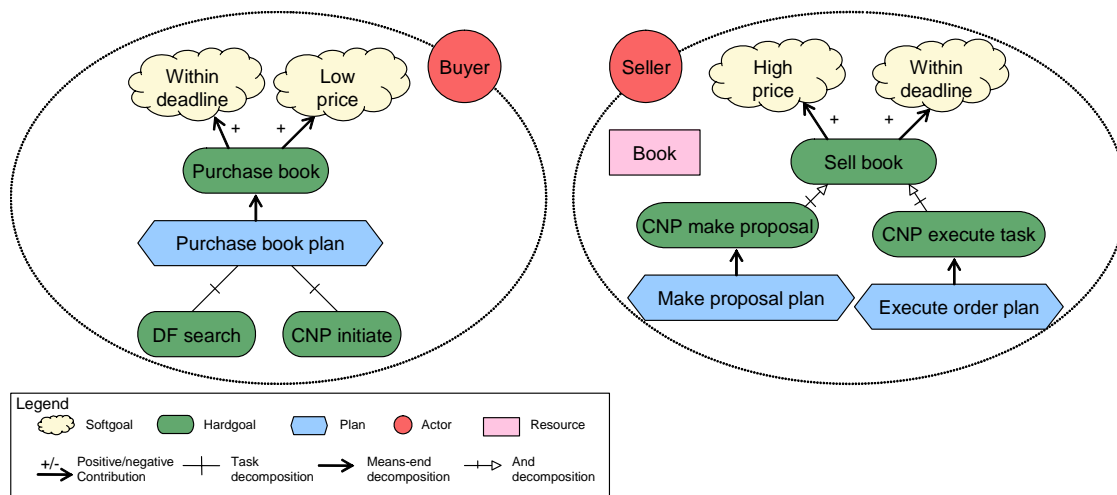 Within
deadline
Low
price
Buyer
+
+
Purchase book
Purchase book plan
DF search
CNP initiate
Seller
High
price
Within
deadline
+
+
Book
Sell book
CNP make proposal
CNP execute task
Make proposal plan
Execute order plan
Legend
Softgoal
Hardgoal
Plan
Actor
Resource
+/-
Positive/negative
Contribution
Task
decomposition
Means-end
decomposition
And
decomposition